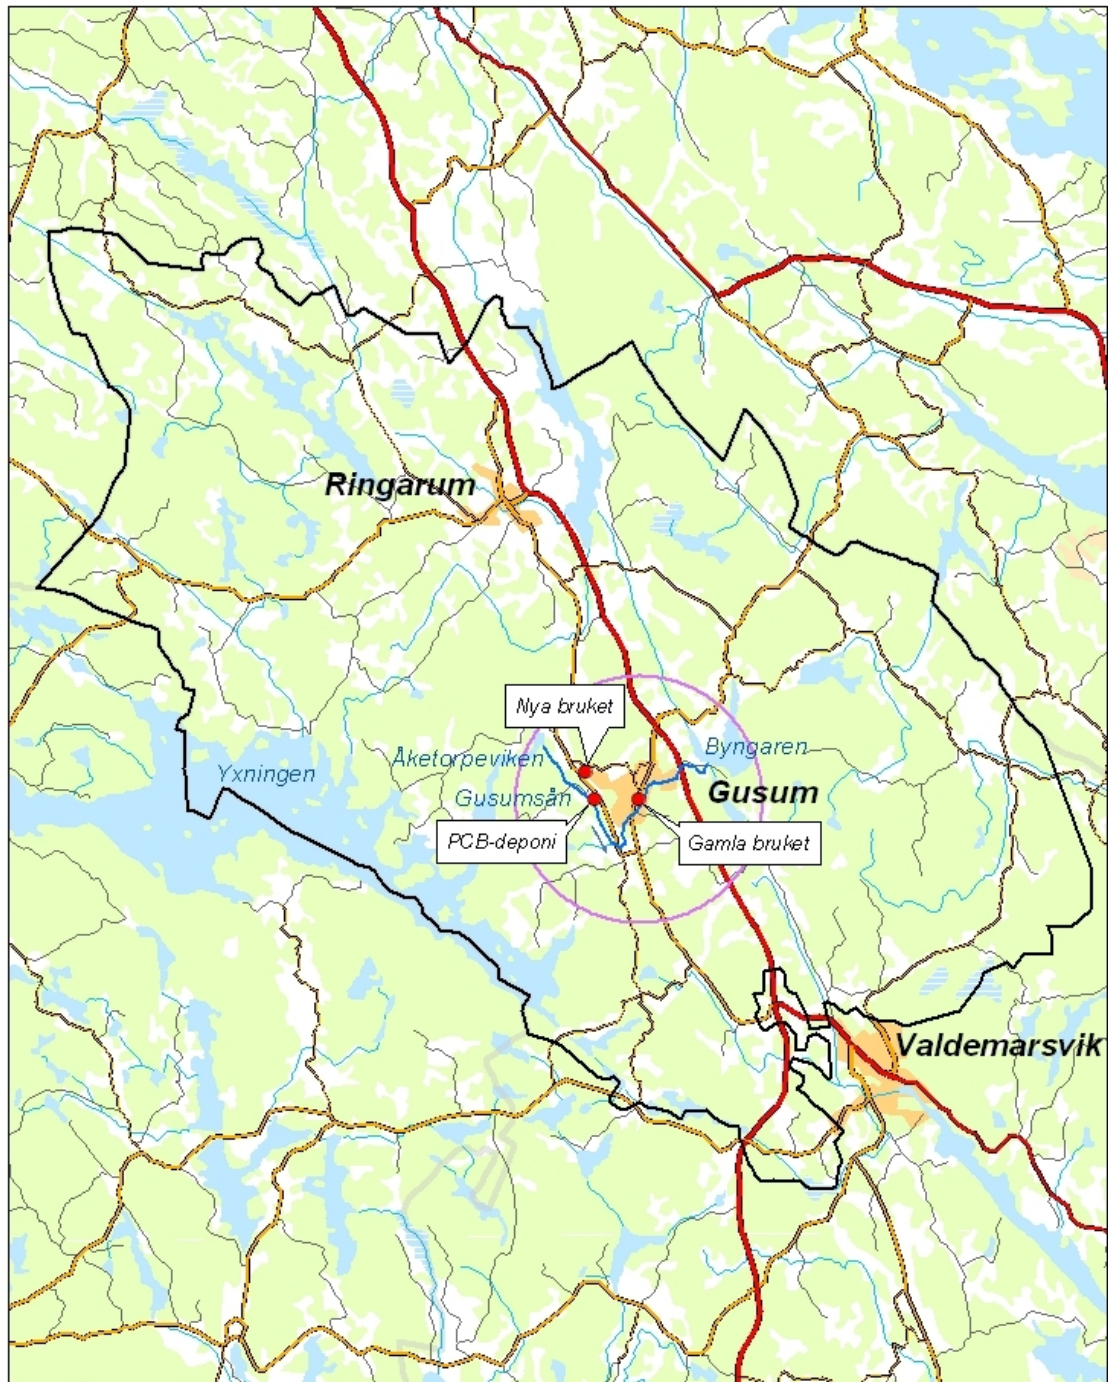 Ringarum
Nya bruket
Åketorpeviken
Byngaren
Yxningen
Gusumsån
Gusum
PCB-deponi
Gamla bruket
Valdemarsvik